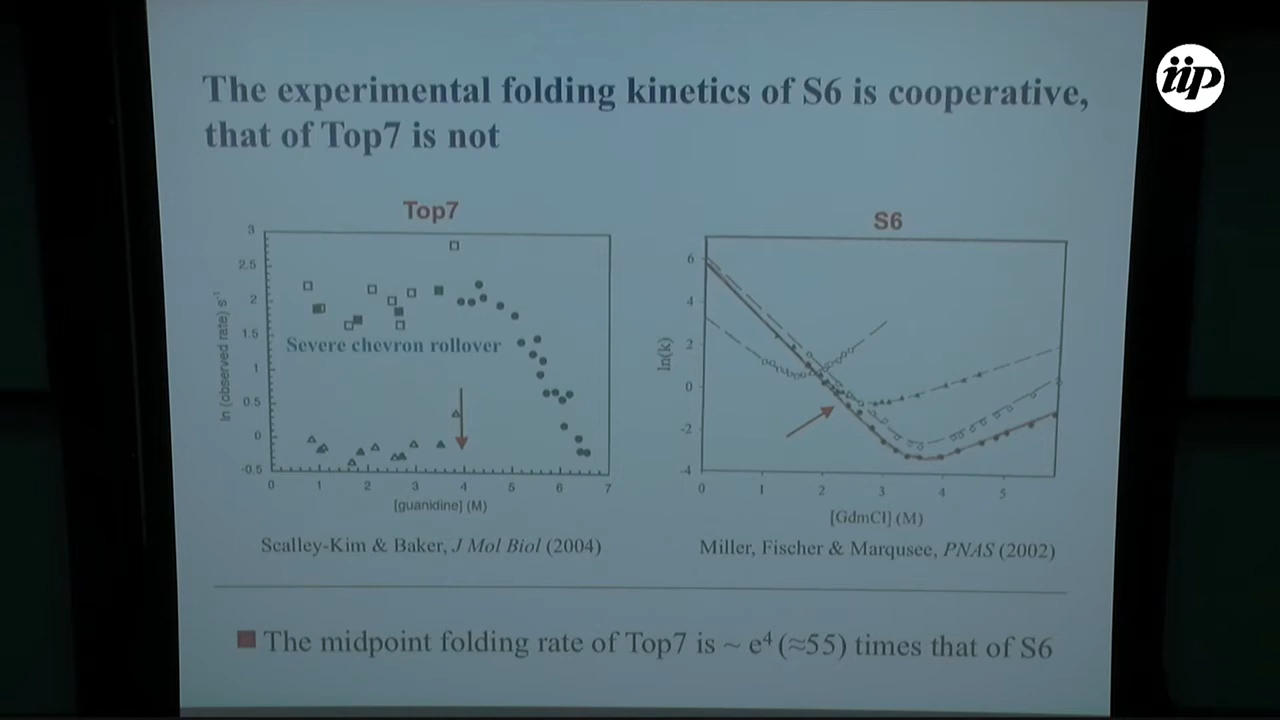 iip
The experimental folding kinetics of S6 is cooperative,
that of Top7 is not
Top7
3
2.5
2
1.5
1
0.5
0
-0.5
ln (observed rate) s⁻¹
Severe chevron rollover
0 1 2 3 4 5 6 7
[guanidine] (M)
Scalley-Kim & Baker, J Mol Biol (2004)
S6
6
4
2
0
-2
-4
ln(k)
0 1 2 3 4 5
[GdmCl] (M)
Miller, Fischer & Marqusee, PNAS (2002)
The midpoint folding rate of Top7 is ~ e⁴ (≈55) times that of S6